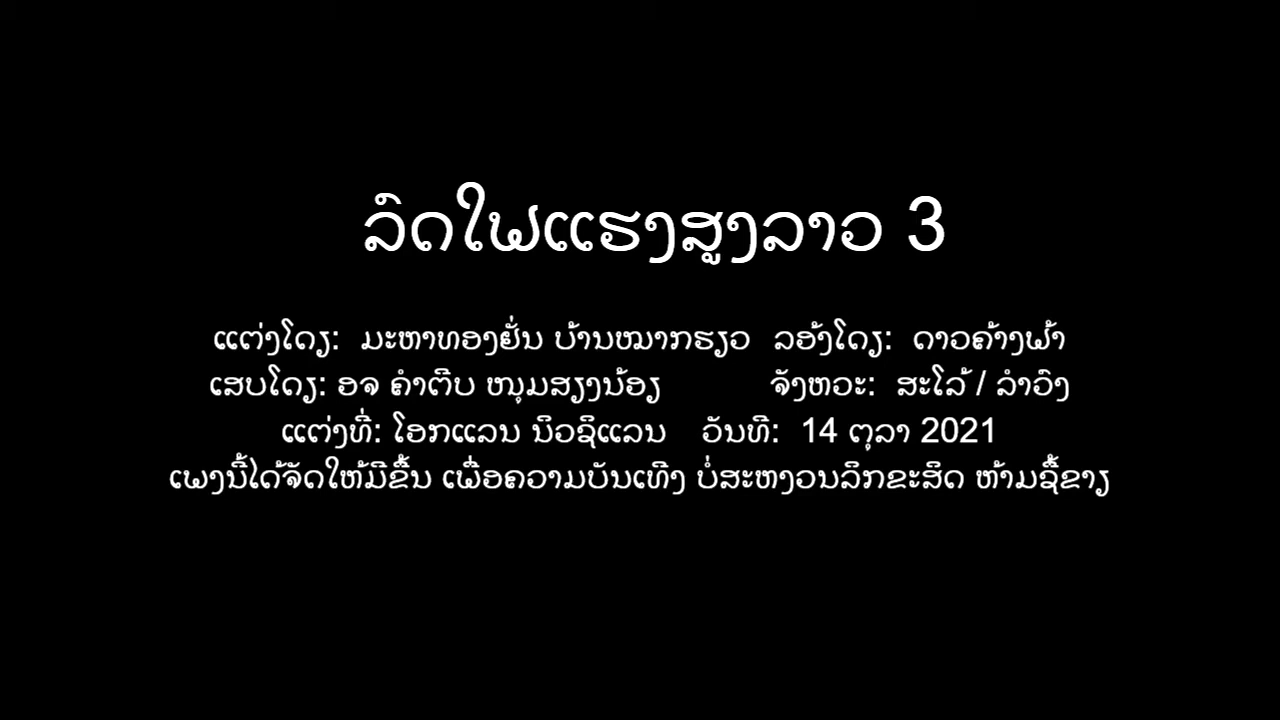 ລົດໃຟແຮງສູງລາວ 3
ແຕ່ງໂດຽ: ມະຫາທອງຢັ່ນ ບ້ານໝາກຮຽວ ລອ້ງໂດຽ: ດາວຄ້າງຟ້າ
ເສບໂດຽ: ອຈ ຄຳຕີບ ໜຸມສຽງນ້ອຽ ຈັງຫວະ: ສະໂລ້ / ລຳວົງ
ແຕ່ງທີ່: ໂອກແລນ ນິວຊິແລນ ວັນທີ: 14 ຕຸລາ 2021
ເພງນີ້ໄດ້ຈັດໃຫ້ມີຂື້ນ ເພື່ອຄວາມບັນເທີງ ບໍ່ສະຫງວນລິກຂະສິດ ຫ້າມຊື້ຂາຽ